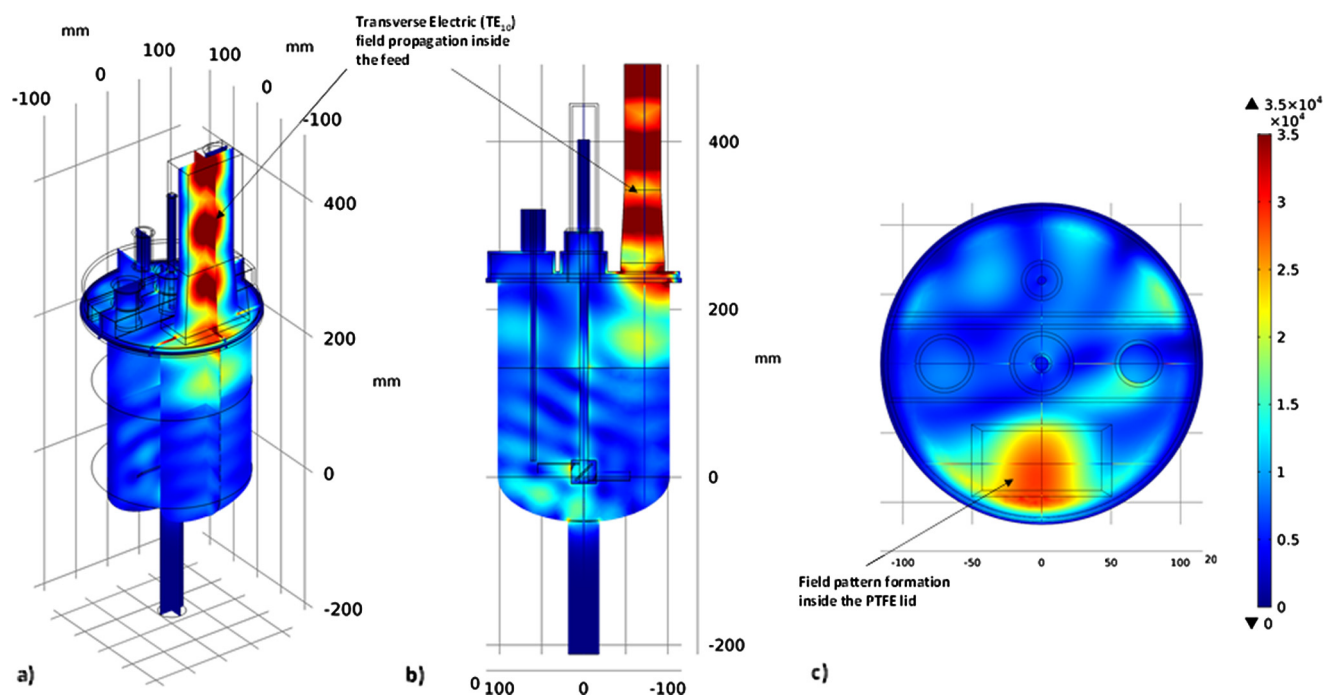 Transverse Electric (TE10)
field propagation inside
the feed
mm
100
100
mm
0
0
-100
-100
400
200
mm
0
-200
a)
400
200
mm
0
-200
0 100
0
-100
b)
-100
-50
0
50
100
20
Field pattern formation
inside the PTFE lid
c)
▲ 3.5×10⁴
×10⁴
3.5
3
2.5
2
1.5
1
0.5
0
▼ 0